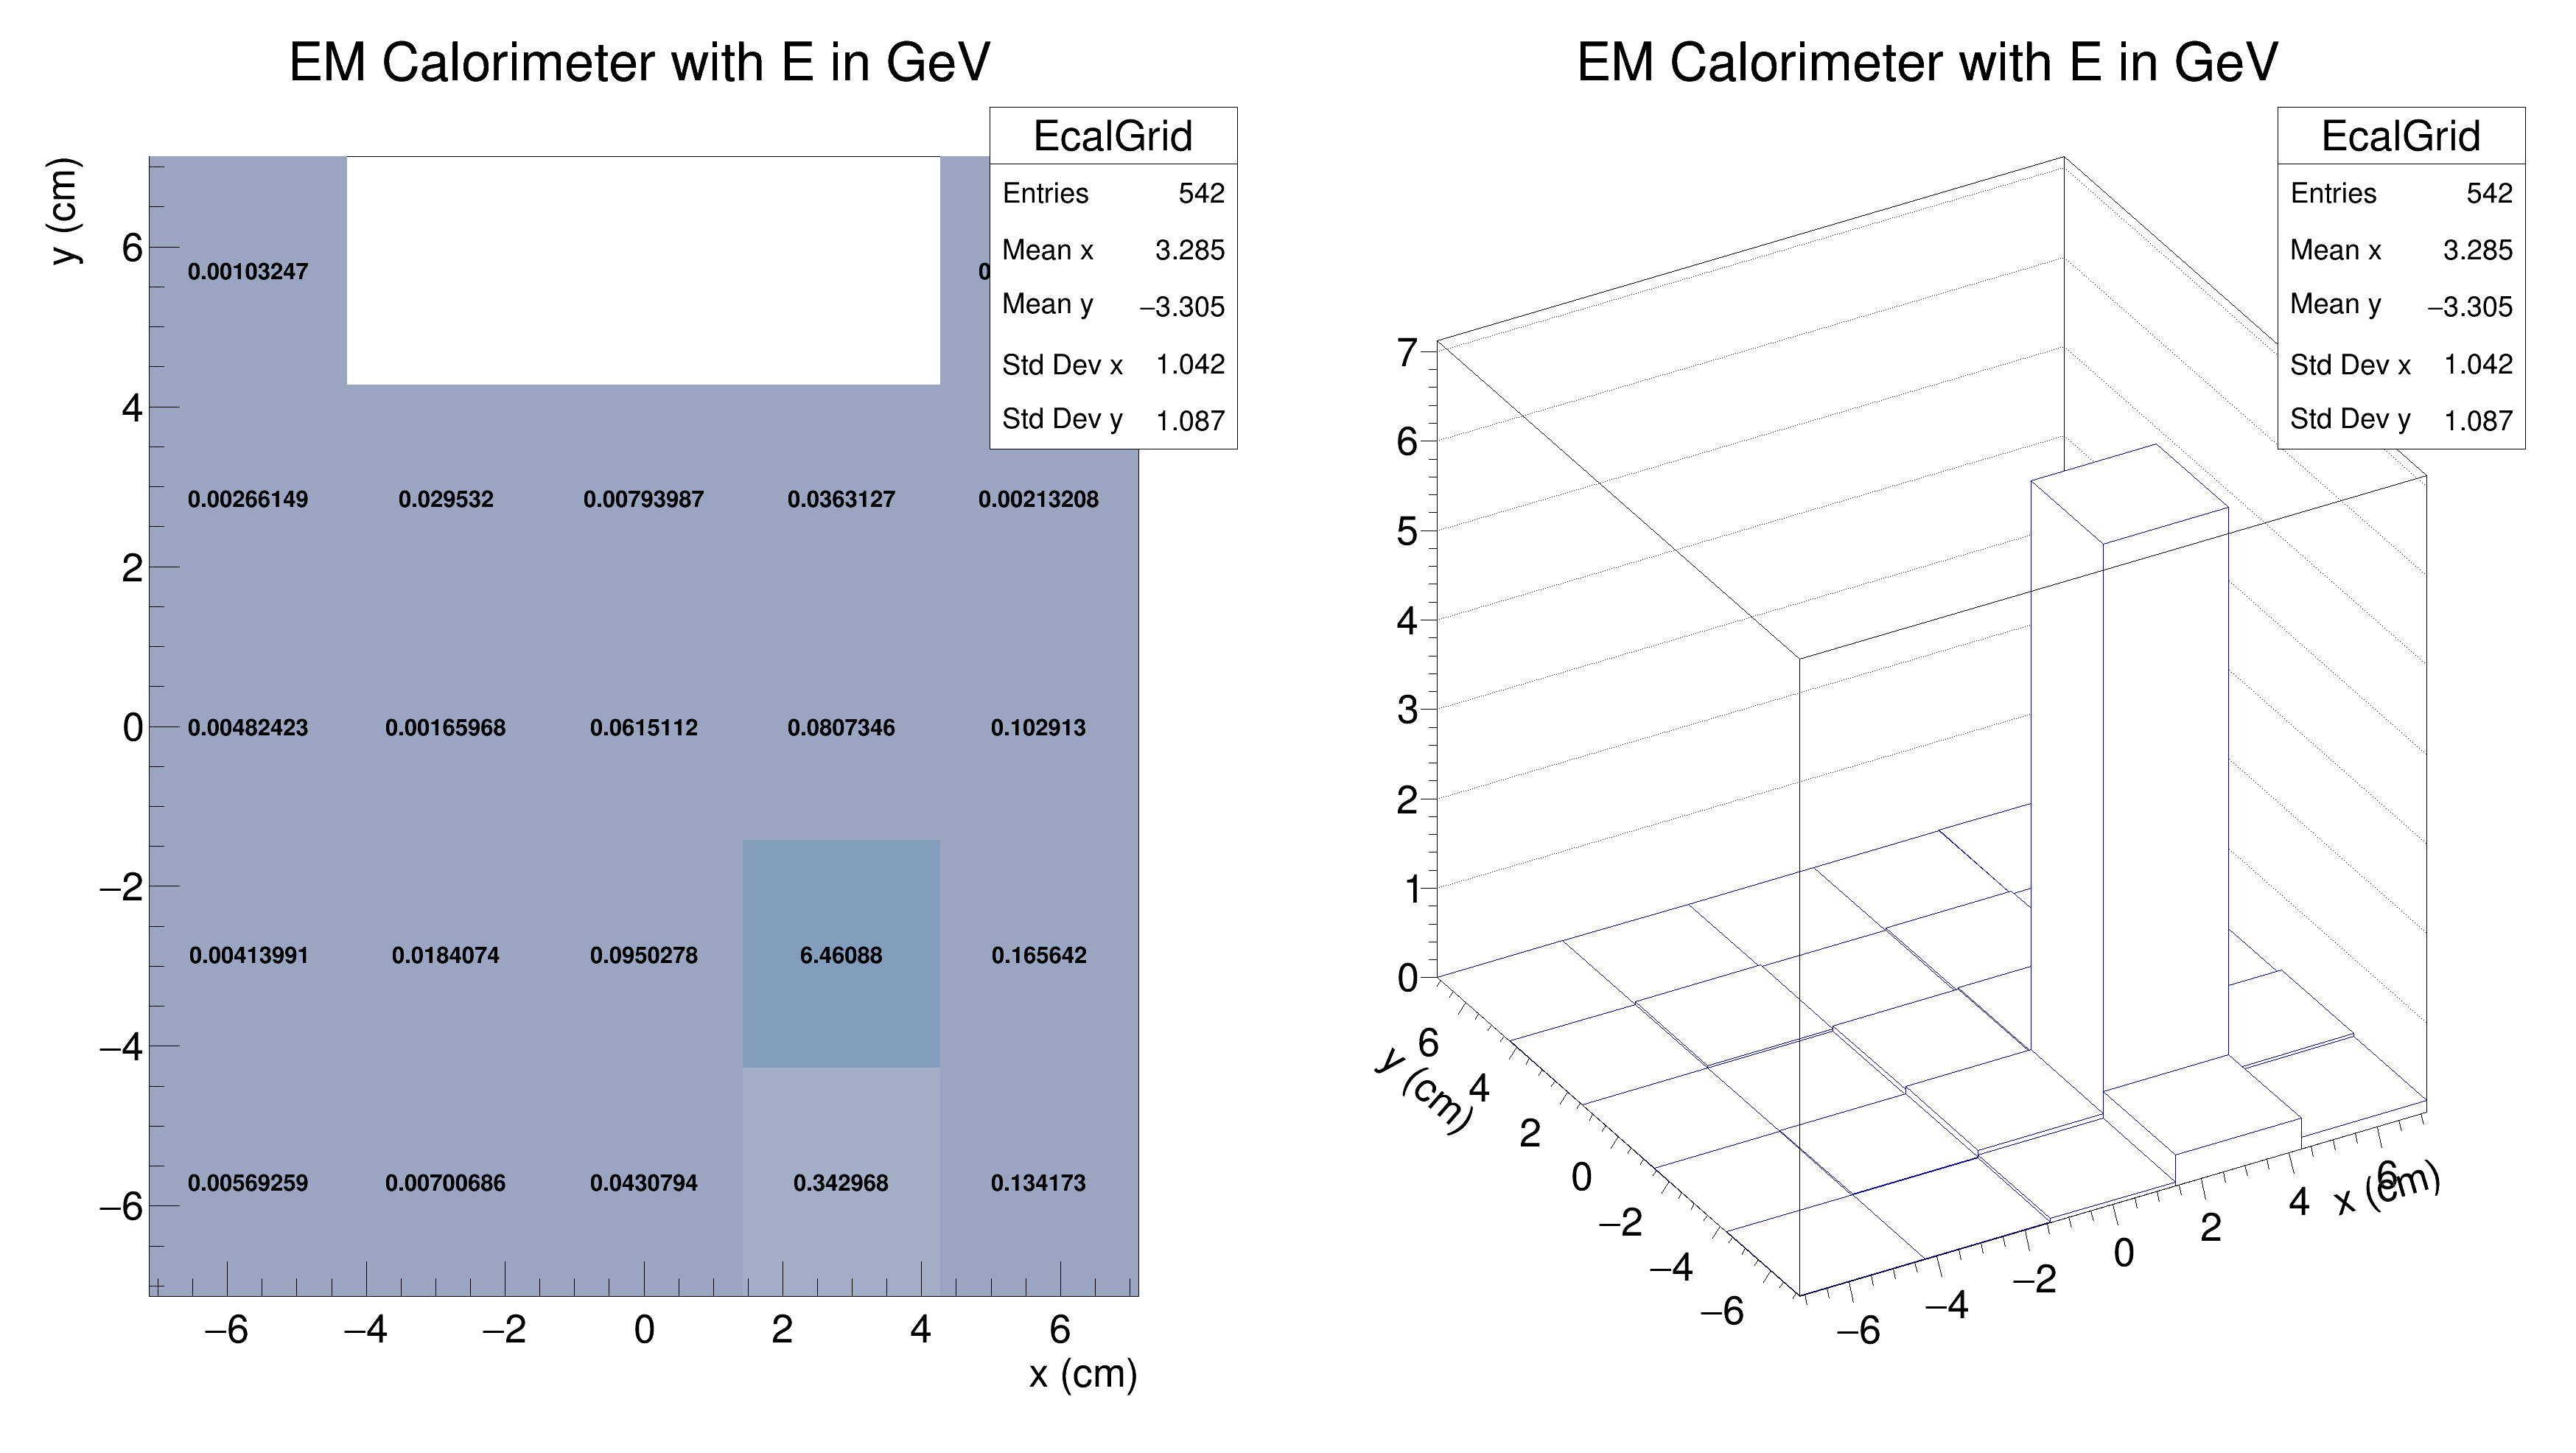 EM Calorimeter with E in GeV
EcalGrid
Entries 542
Mean x 3.285
Mean y −3.305
Std Dev x 1.042
Std Dev y 1.087
y (cm)
6
4
2
0
−2
−4
−6
0.00103247
0.00266149 0.029532 0.00793987 0.0363127 0.00213208
0.00482423 0.00165968 0.0615112 0.0807346 0.102913
0.00413991 0.0184074 0.0950278 6.46088 0.165642
0.00569259 0.00700686 0.0430794 0.342968 0.134173
−6 −4 −2 0 2 4 6
x (cm)
EM Calorimeter with E in GeV
EcalGrid
Entries 542
Mean x 3.285
Mean y −3.305
Std Dev x 1.042
Std Dev y 1.087
7
6
5
4
3
2
1
0
y (cm)
6
4
2
0
−2
−4
−6
−6 −4 −2 0 2 4 6
x (cm)